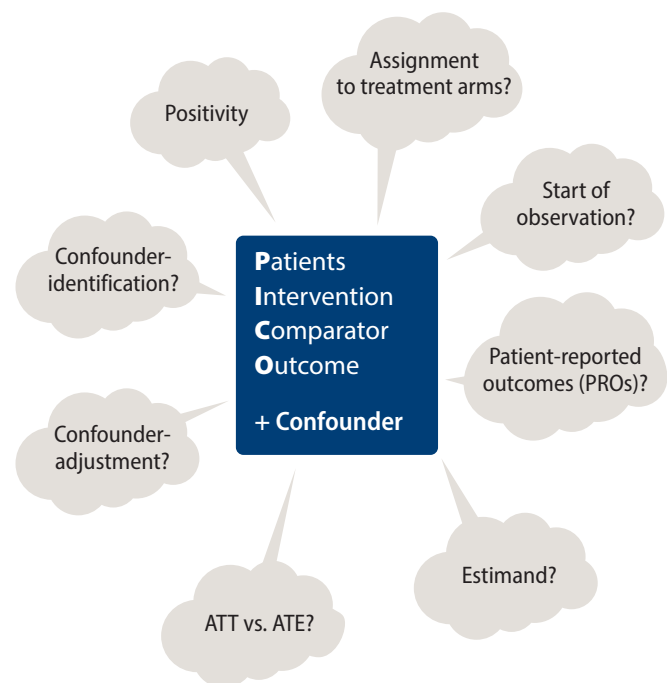 Assignment
to treatment arms?
Positivity
Start of
observation?
Confounder-
identification?
Patients
Intervention
Comparator
Outcome
+ Confounder
Patient-reported
outcomes (PROs)?
Confounder-
adjustment?
Estimand?
ATT vs. ATE?